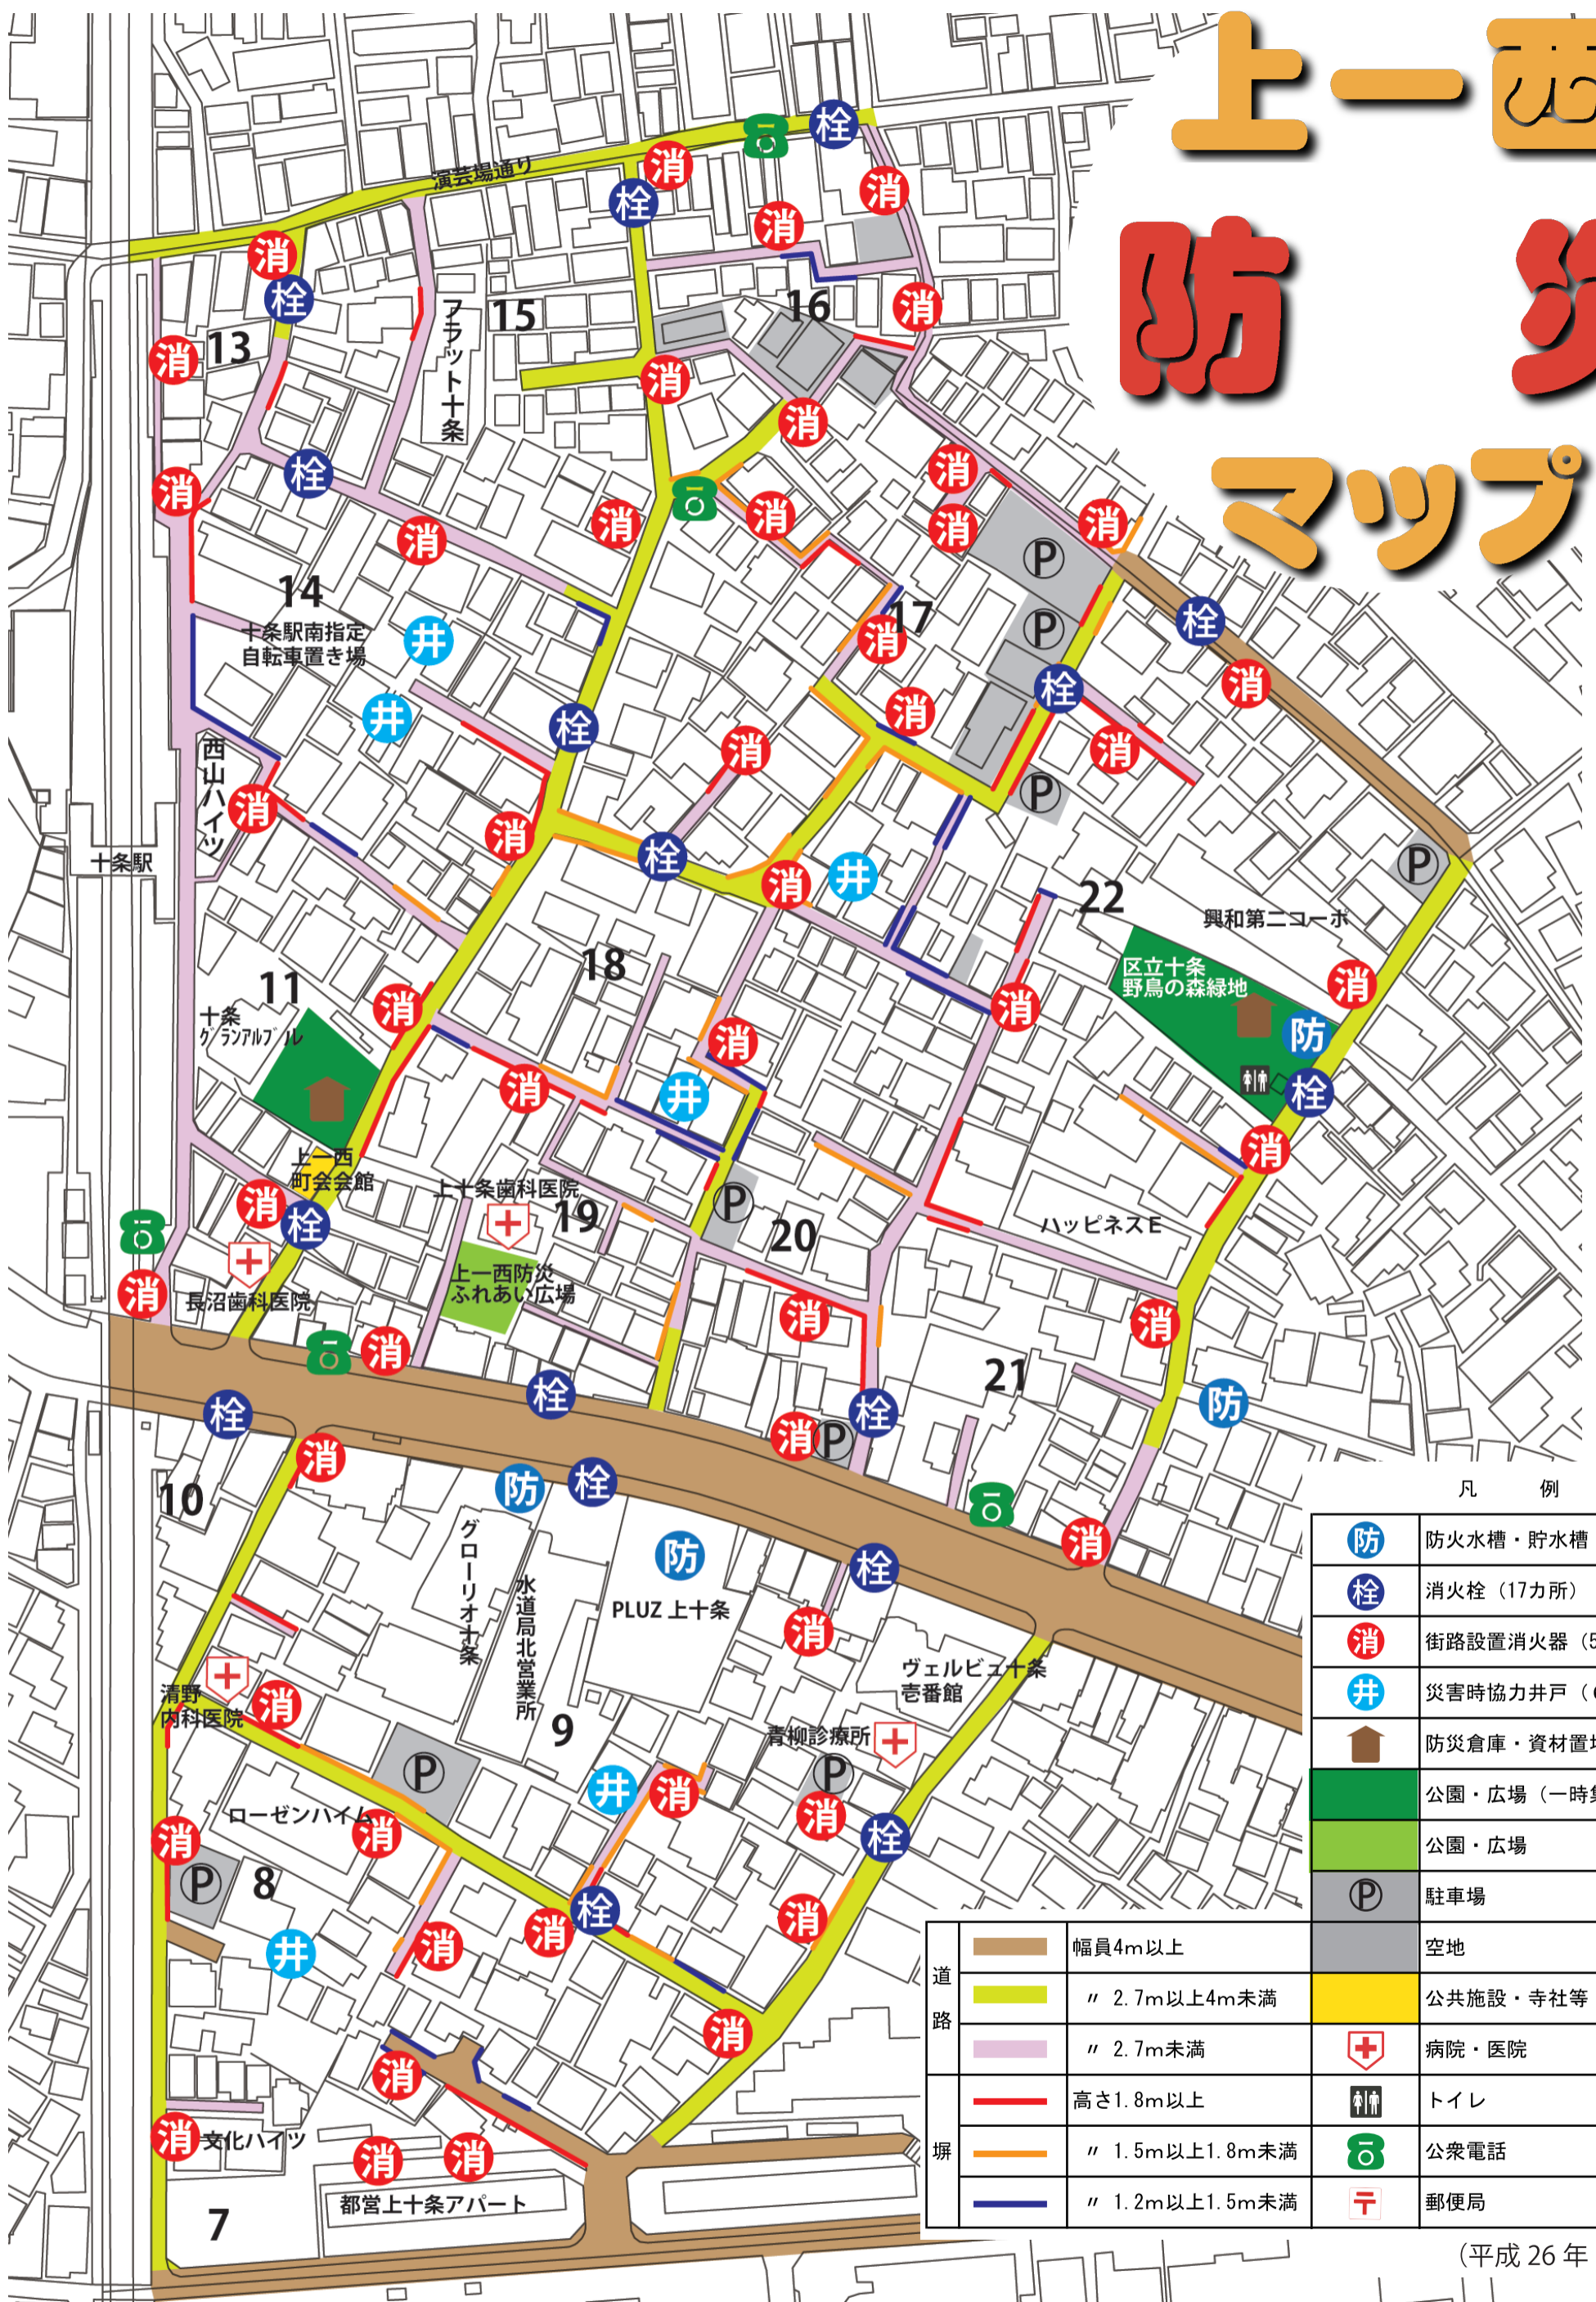 上一西
防
マップ
演芸場通り
13
15
16
フラット十条
14
十条駅南指定
自転車置き場
17
西山ハイツ
十条駅
22
興和第二コーポ
区立十条
野鳥の森緑地
18
11
十条
グランアルブール
上一西
町会会館
上十条歯科医院
19
20
ハッピネスE
長沼歯科医院
上一西防災
ふれあい広場
21
10
グローリオ十条
水道局北営業所
PLUZ 上十条
ヴェルビュ十条
壱番館
清野
内科医院
9
青柳診療所
ローゼンハイム
8
文化ハイツ
都営上十条アパート
7
凡 例
防 防火水槽・貯水槽
栓 消火栓（17カ所）
消 街路設置消火器（5
井 災害時協力井戸（
防災倉庫・資材置場
公園・広場（一時集
公園・広場
P 駐車場
空地
公共施設・寺社等
病院・医院
トイレ
公衆電話
〒 郵便局
道路
幅員4m以上
〃 2.7m以上4m未満
〃 2.7m未満
塀
高さ1.8m以上
〃 1.5m以上1.8m未満
〃 1.2m以上1.5m未満
（平成 26 年